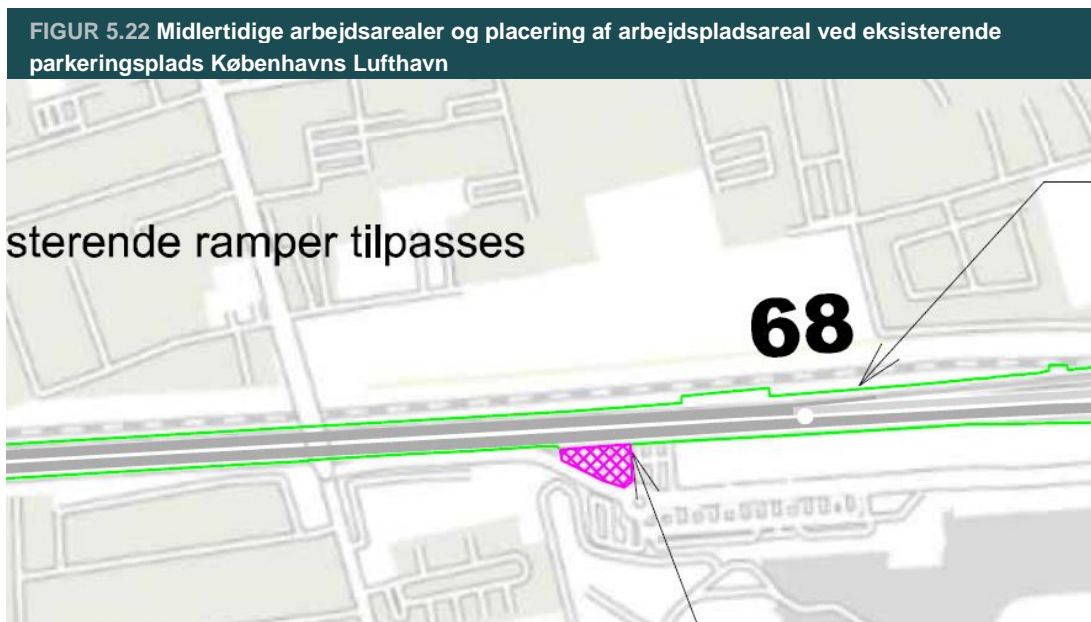 FIGUR 5.22 Midlertidige arbejdsarealer og placering af arbejdspladsareal ved eksisterende
parkeringsplads Københavns Lufthavn
sterende ramper tilpasses
68